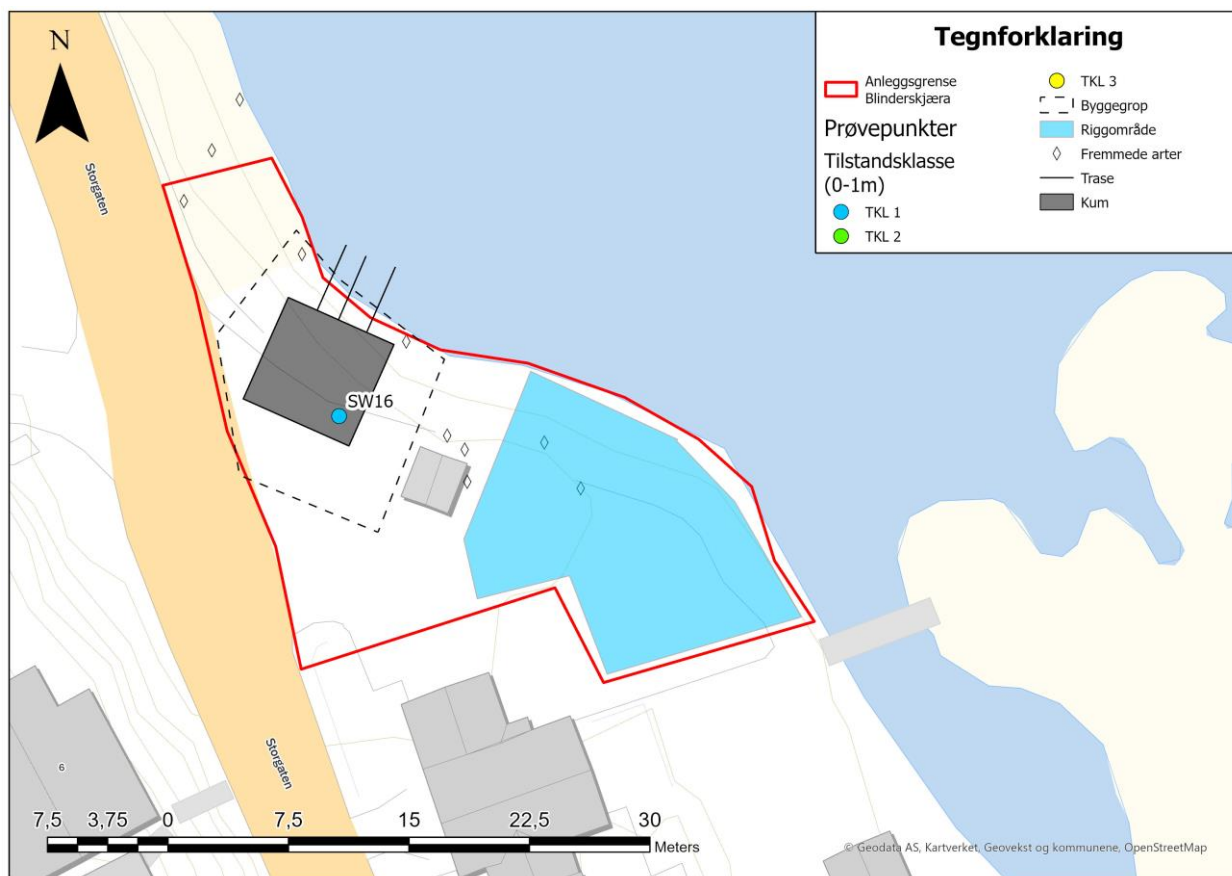 N
Storgaten
SW16
Storgaten
6
7,5 3,75 0 7,5 15 22,5 30
Meters
Tegnforklaring
Anleggsgrense
Blinderskjæra
Prøvepunkter
Tilstandsklasse
(0-1m)
TKL 1
TKL 2
TKL 3
Byggegrop
Riggområde
Fremmede arter
Trase
Kum
© Geodata AS, Kartverket, Geovekst og kommunene, OpenStreetMap